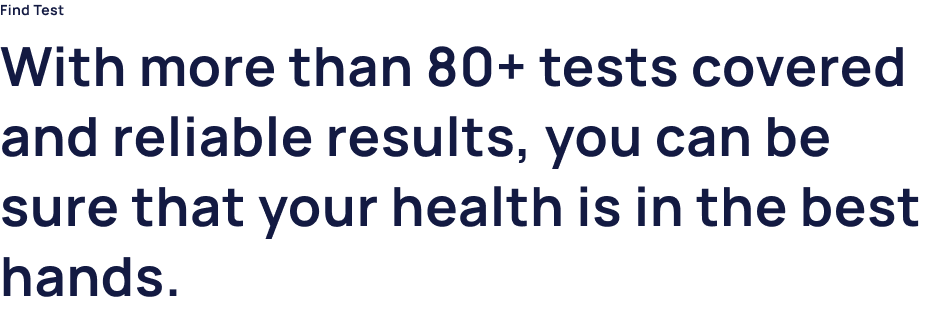 Find Test
With more than 80+ tests covered
and reliable results, you can be
sure that your health is in the best
hands.